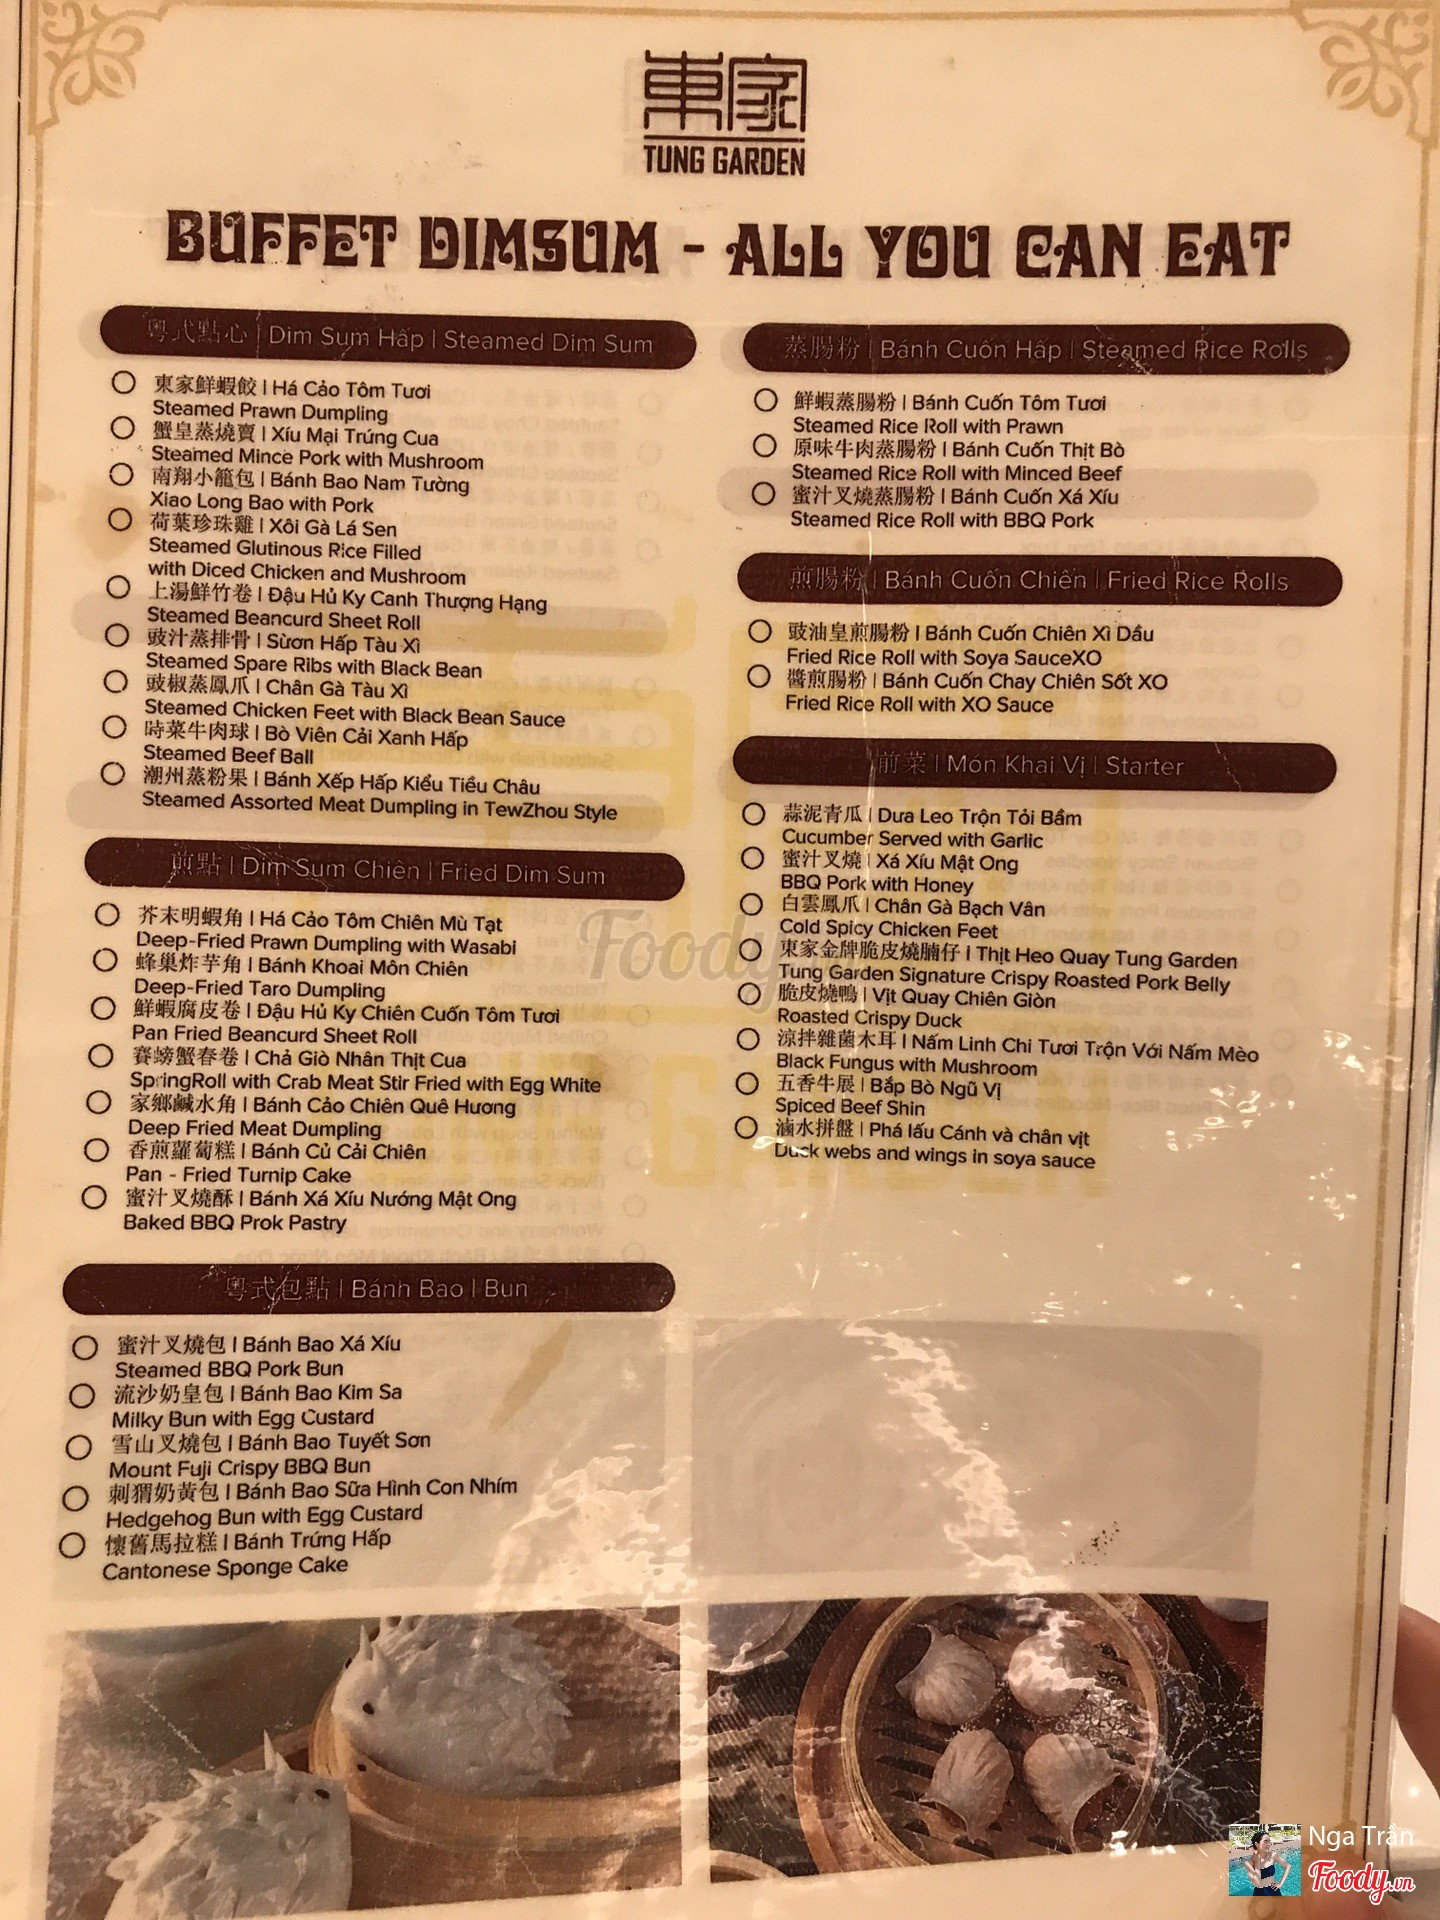 東家
TUNG GARDEN
BUFFET DIMSUM - ALL YOU CAN EAT
粵式點心 | Dim Sum Hấp | Steamed Dim Sum
東家鮮蝦餃 | Há Cảo Tôm Tươi
Steamed Prawn Dumpling
蟹皇蒸燒賣 | Xíu Mại Trứng Cua
Steamed Mince Pork with Mushroom
南翔小籠包 | Bánh Bao Nam Tường
Xiao Long Bao with Pork
荷葉珍珠雞 | Xôi Gà Lá Sen
Steamed Glutinous Rice Filled
with Diced Chicken and Mushroom
上湯鮮竹卷 | Đậu Hủ Ky Canh Thượng Hạng
Steamed Beancurd Sheet Roll
豉汁蒸排骨 | Sườn Hấp Tàu Xì
Steamed Spare Ribs with Black Bean
豉椒蒸鳳爪 | Chân Gà Tàu Xì
Steamed Chicken Feet with Black Bean Sauce
時菜牛肉球 | Bò Viên Cải Xanh Hấp
Steamed Beef Ball
潮州蒸粉果 | Bánh Xếp Hấp Kiểu Tiều Châu
Steamed Assorted Meat Dumpling in TewZhou Style
煎點 | Dim Sum Chiên | Fried Dim Sum
芥末明蝦角 | Há Cảo Tôm Chiên Mù Tạt
Deep-Fried Prawn Dumpling with Wasabi
蜂巢炸芋角 | Bánh Khoai Môn Chiên
Deep-Fried Taro Dumpling
鮮蝦腐皮卷 | Đậu Hủ Ky Chiên Cuốn Tôm Tươi
Pan Fried Beancurd Sheet Roll
賽螃蟹春卷 | Chả Giò Nhân Thịt Cua
SpringRoll with Crab Meat Stir Fried with Egg White
家鄉鹹水角 | Bánh Cảo Chiên Quê Hương
Deep Fried Meat Dumpling
香煎蘿蔔糕 | Bánh Củ Cải Chiên
Pan - Fried Turnip Cake
蜜汁叉燒酥 | Bánh Xá Xíu Nướng Mật Ong
Baked BBQ Prok Pastry
粵式包點 | Bánh Bao | Bun
蜜汁叉燒包 | Bánh Bao Xá Xíu
Steamed BBQ Pork Bun
流沙奶皇包 | Bánh Bao Kim Sa
Milky Bun with Egg Custard
雪山叉燒包 | Bánh Bao Tuyết Sơn
Mount Fuji Crispy BBQ Bun
刺猬奶黃包 | Bánh Bao Sữa Hình Con Nhím
Hedgehog Bun with Egg Custard
懷舊馬拉糕 | Bánh Trứng Hấp
Cantonese Sponge Cake
蒸腸粉 | Bánh Cuốn Hấp | Steamed Rice Rolls
鮮蝦蒸腸粉 | Bánh Cuốn Tôm Tươi
Steamed Rice Roll with Prawn
原味牛肉蒸腸粉 | Bánh Cuốn Thịt Bò
Steamed Rice Roll with Minced Beef
蜜汁叉燒蒸腸粉 | Bánh Cuốn Xá Xíu
Steamed Rice Roll with BBQ Pork
煎腸粉 | Bánh Cuốn Chiên | Fried Rice Rolls
豉油皇煎腸粉 | Bánh Cuốn Chiên Xì Dầu
Fried Rice Roll with Soya SauceXO
醬煎腸粉 | Bánh Cuốn Chay Chiên Sốt XO
Fried Rice Roll with XO Sauce
前菜 | Món Khai Vị | Starter
蒜泥青瓜 | Dưa Leo Trộn Tỏi Bầm
Cucumber Served with Garlic
蜜汁叉燒 | Xá Xíu Mật Ong
BBQ Pork with Honey
白雲鳳爪 | Chân Gà Bạch Vân
Cold Spicy Chicken Feet
東家金牌脆皮燒腩仔 | Thịt Heo Quay Tung Garden
Tung Garden Signature Crispy Roasted Pork Belly
脆皮燒鴨 | Vịt Quay Chiên Giòn
Roasted Crispy Duck
涼拌雜菌木耳 | Nấm Linh Chi Tươi Trộn Với Nấm Mèo
Black Fungus with Mushroom
五香牛展 | Bắp Bò Ngũ Vị
Spiced Beef Shin
滷水拼盤 | Phá lấu Cánh và chân vịt
Duck webs and wings in soya sauce
Foody
Nga Trần
Foody.vn